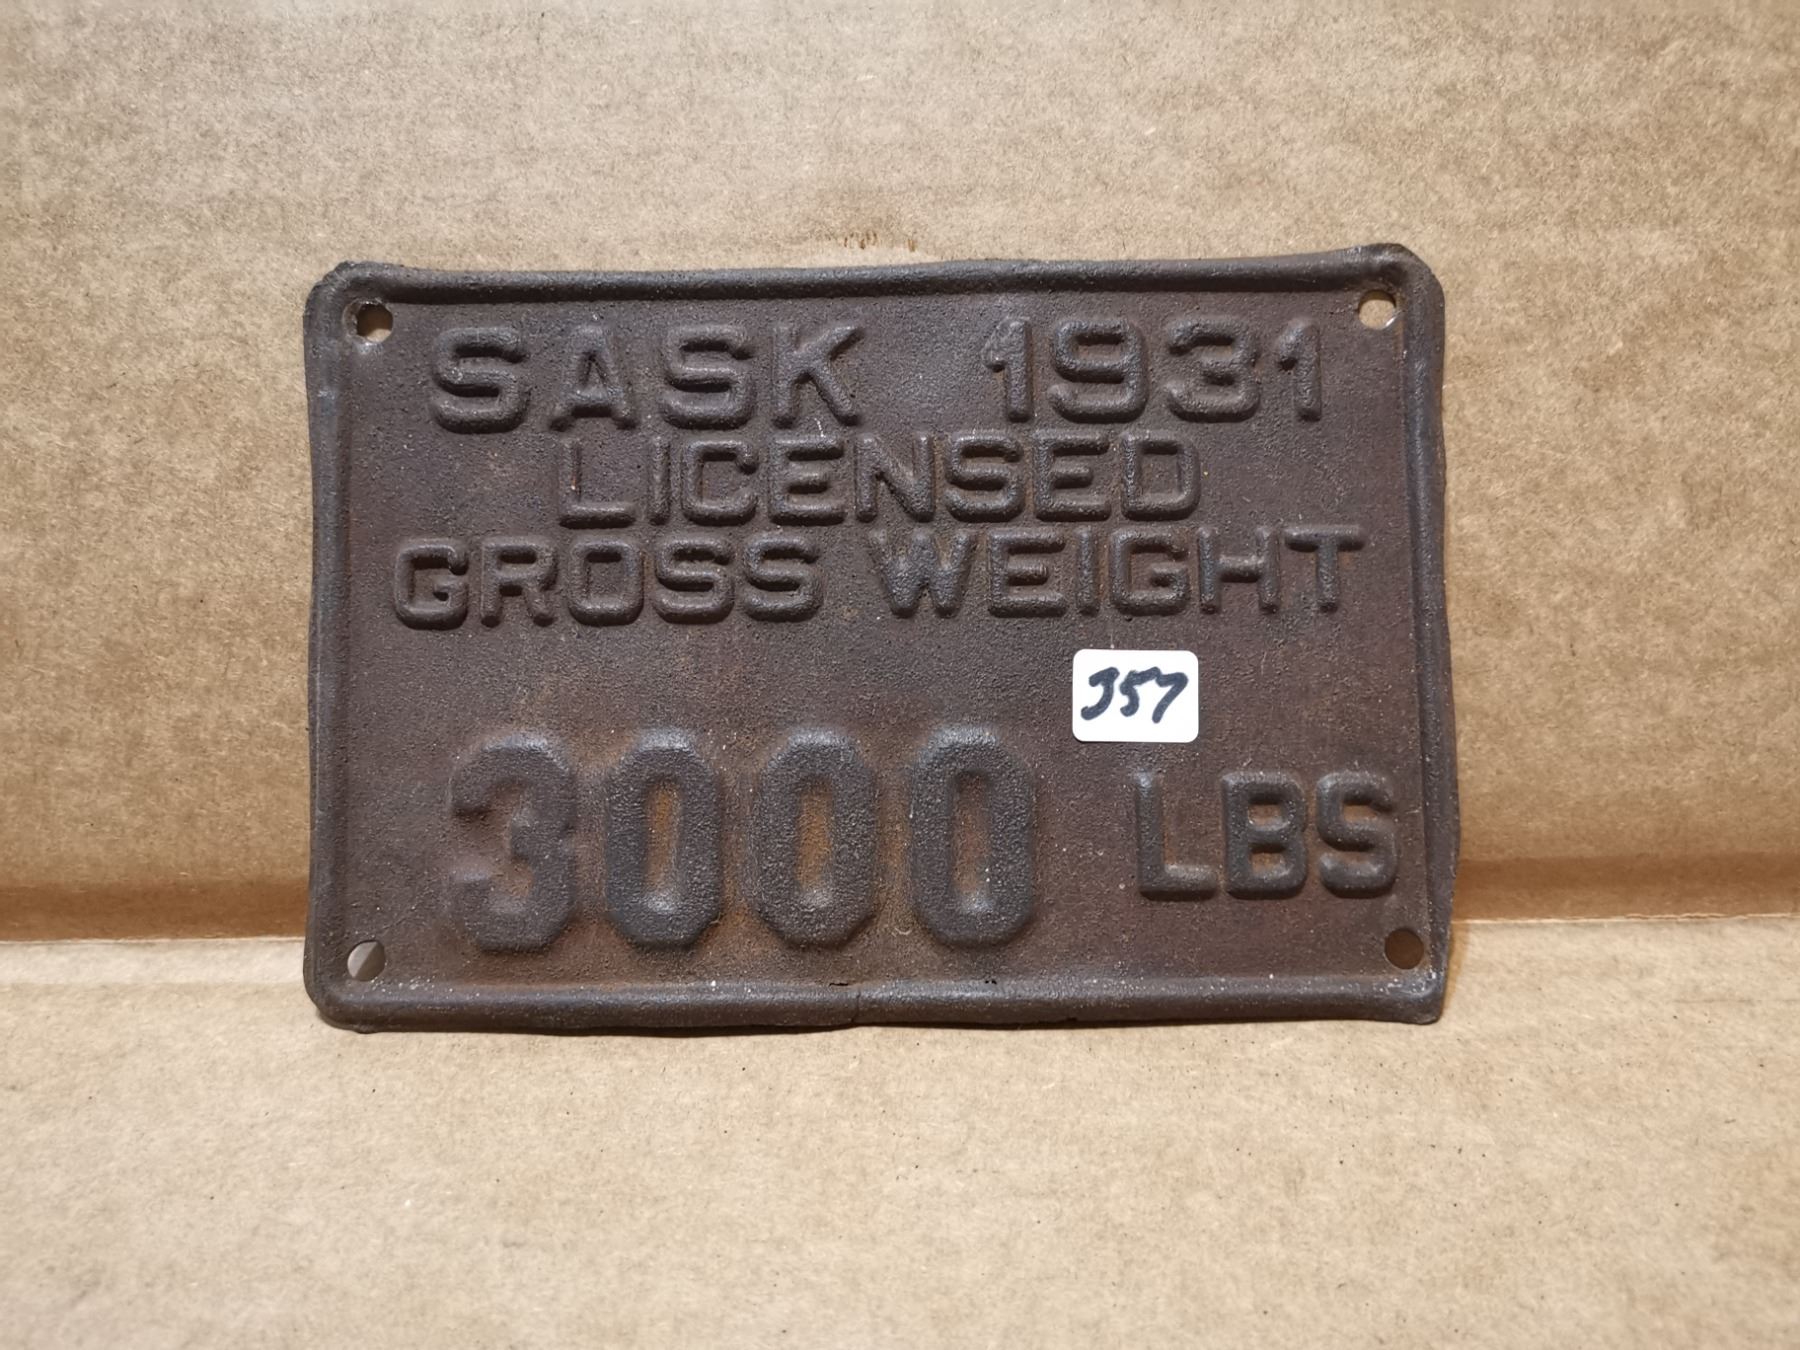 SASK 1931
LICENSED
GROSS WEIGHT
357
3000 LBS